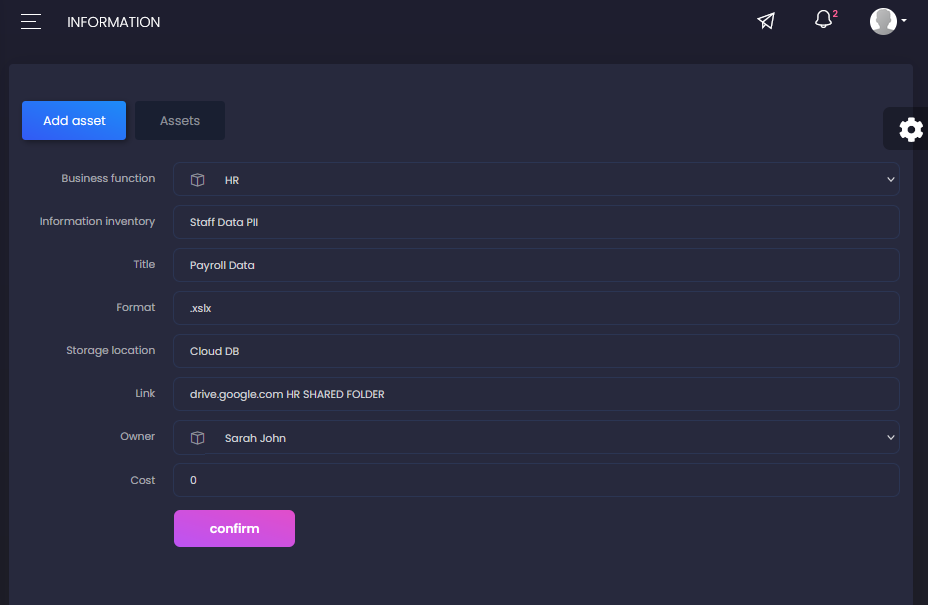 INFORMATION
2
Add asset
Assets
Business function
HR
Information inventory
Staff Data PII
Title
Payroll Data
Format
.xslx
Storage location
Cloud DB
Link
drive.google.com HR SHARED FOLDER
Owner
Sarah John
Cost
0
confirm